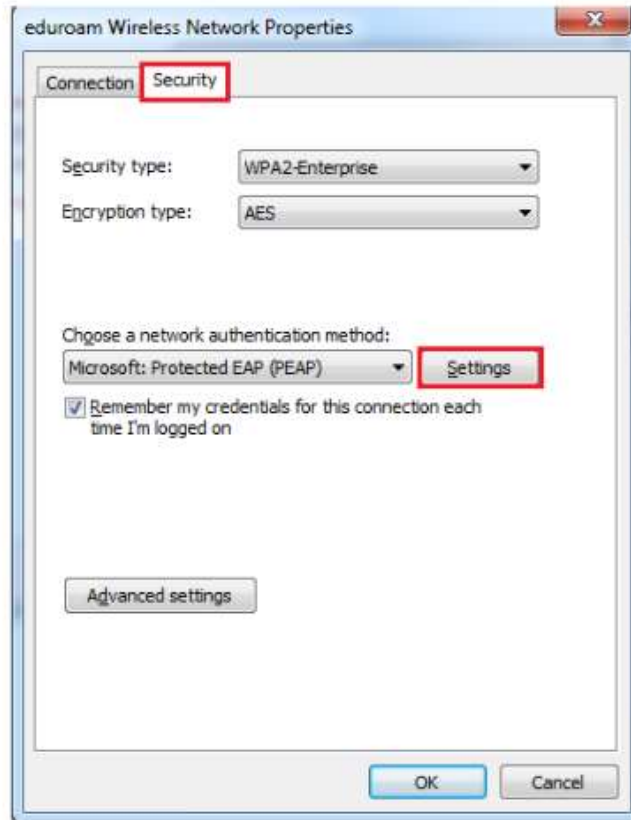 eduroam Wireless Network Properties
Connection Security
Security type: WPA2-Enterprise
Encryption type: AES
Choose a network authentication method:
Microsoft: Protected EAP (PEAP) Settings
Remember my credentials for this connection each
time I'm logged on
Advanced settings
OK Cancel